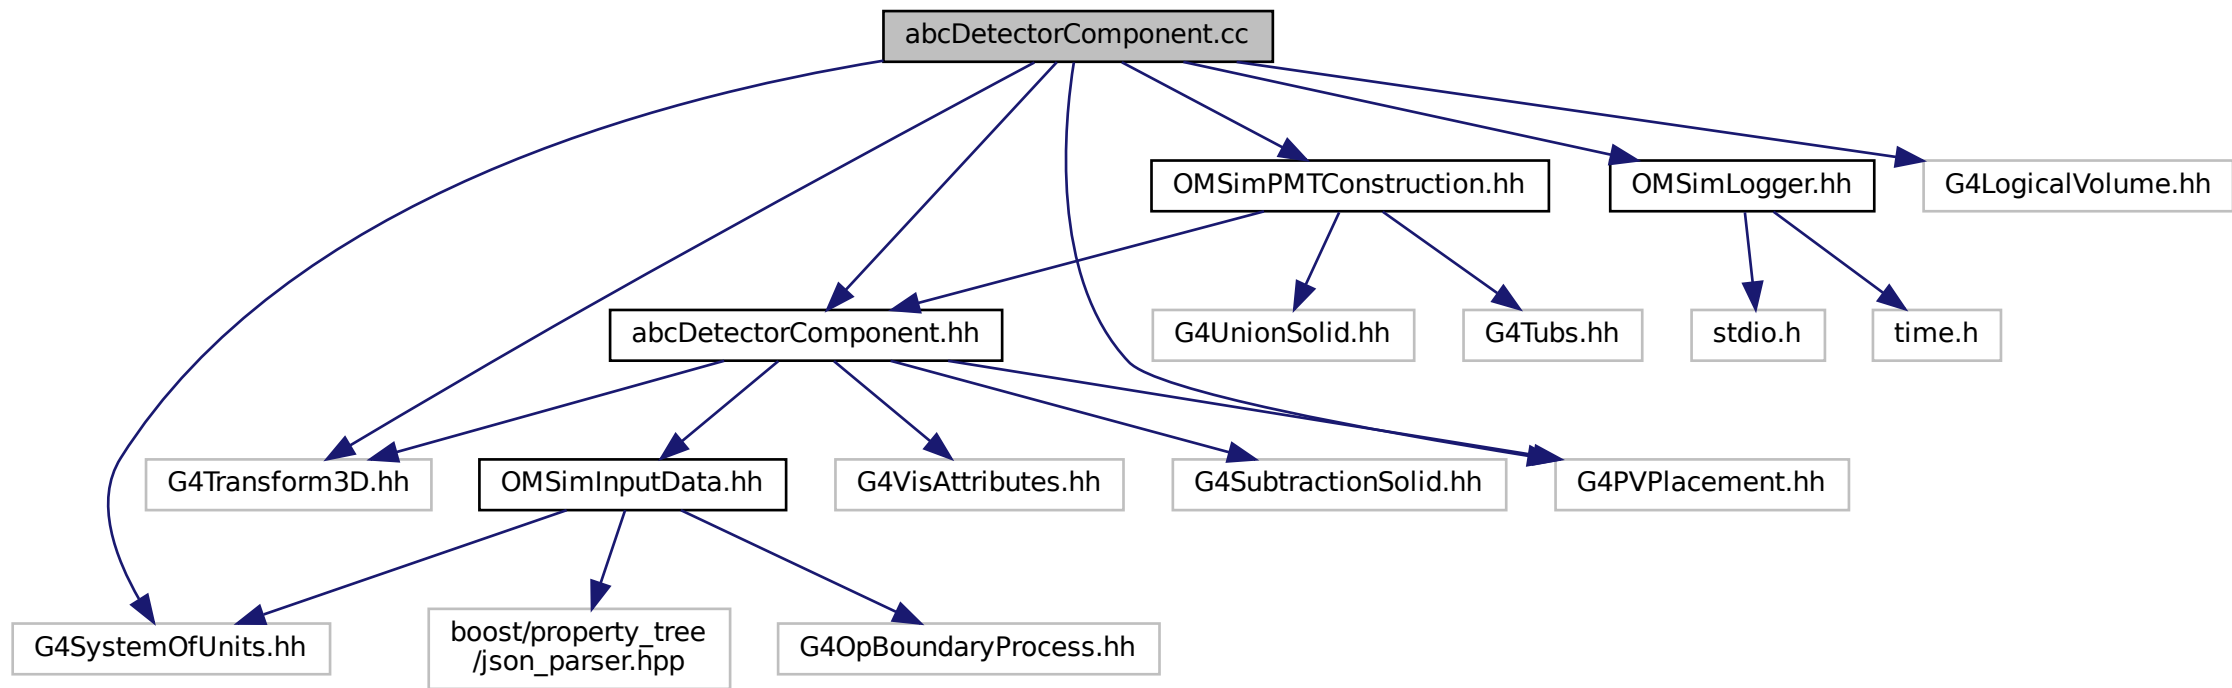 abcDetectorComponent.cc
OMSimPMTConstruction.hh
OMSimLogger.hh
G4LogicalVolume.hh
abcDetectorComponent.hh
G4UnionSolid.hh
G4Tubs.hh
stdio.h
time.h
G4Transform3D.hh
OMSimInputData.hh
G4VisAttributes.hh
G4SubtractionSolid.hh
G4PVPlacement.hh
G4SystemOfUnits.hh
boost/property_tree
/json_parser.hpp
G4OpBoundaryProcess.hh